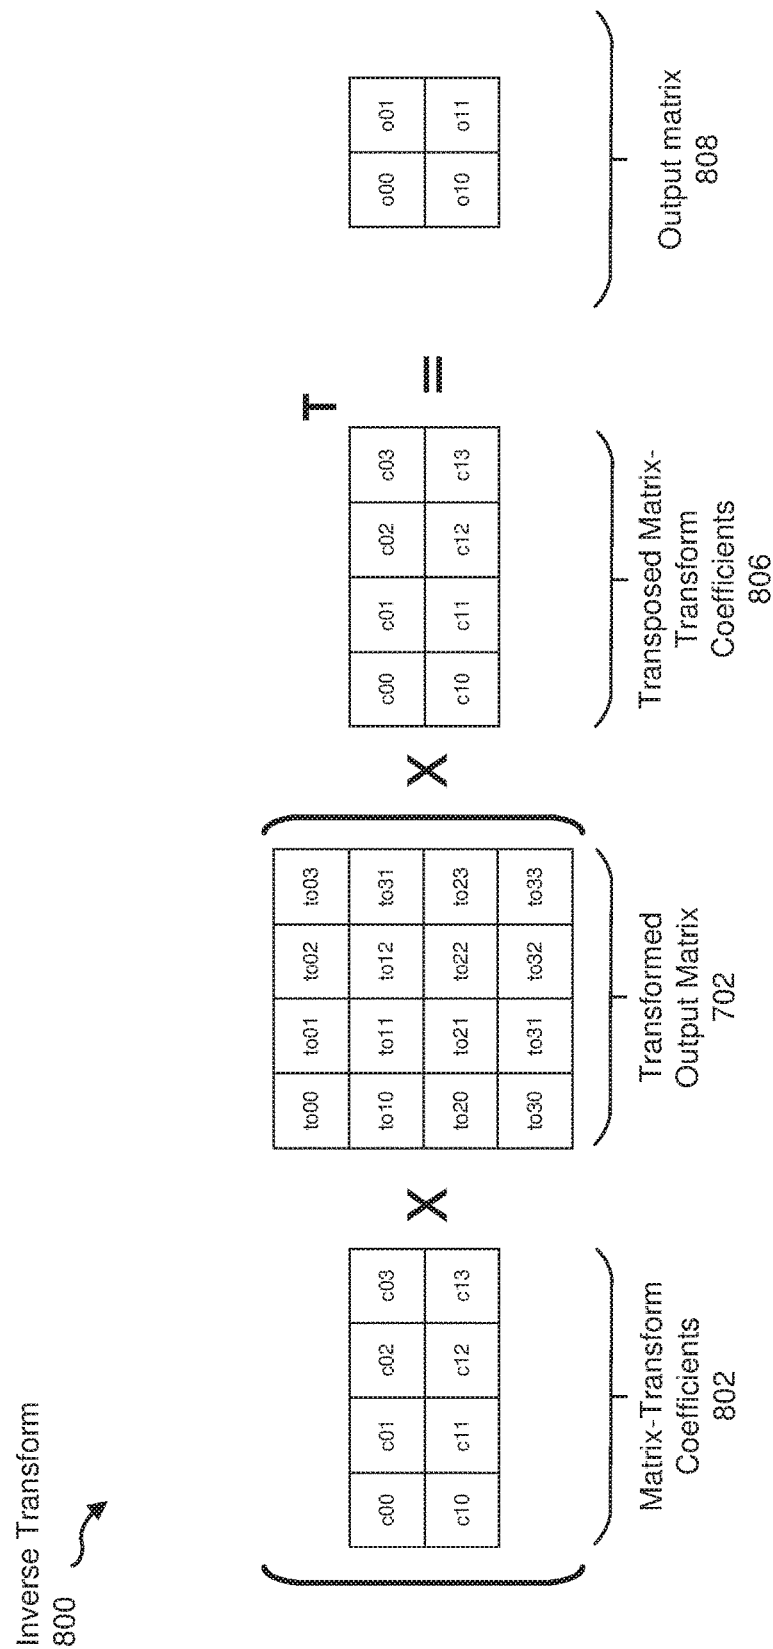 Inverse Transform
800
c00 c01 c02 c03
c10 c11 c12 c13
Matrix-Transform
Coefficients
802
X
to00 to01 to02 to03
to10 to11 to12 to31
to20 to21 to22 to23
to30 to31 to32 to33
Transformed
Output Matrix
702
X
T
c00 c01 c02 c03
c10 c11 c12 c13
Transposed Matrix-
Transform
Coefficients
806
=
o00 o01
o10 o11
Output matrix
808